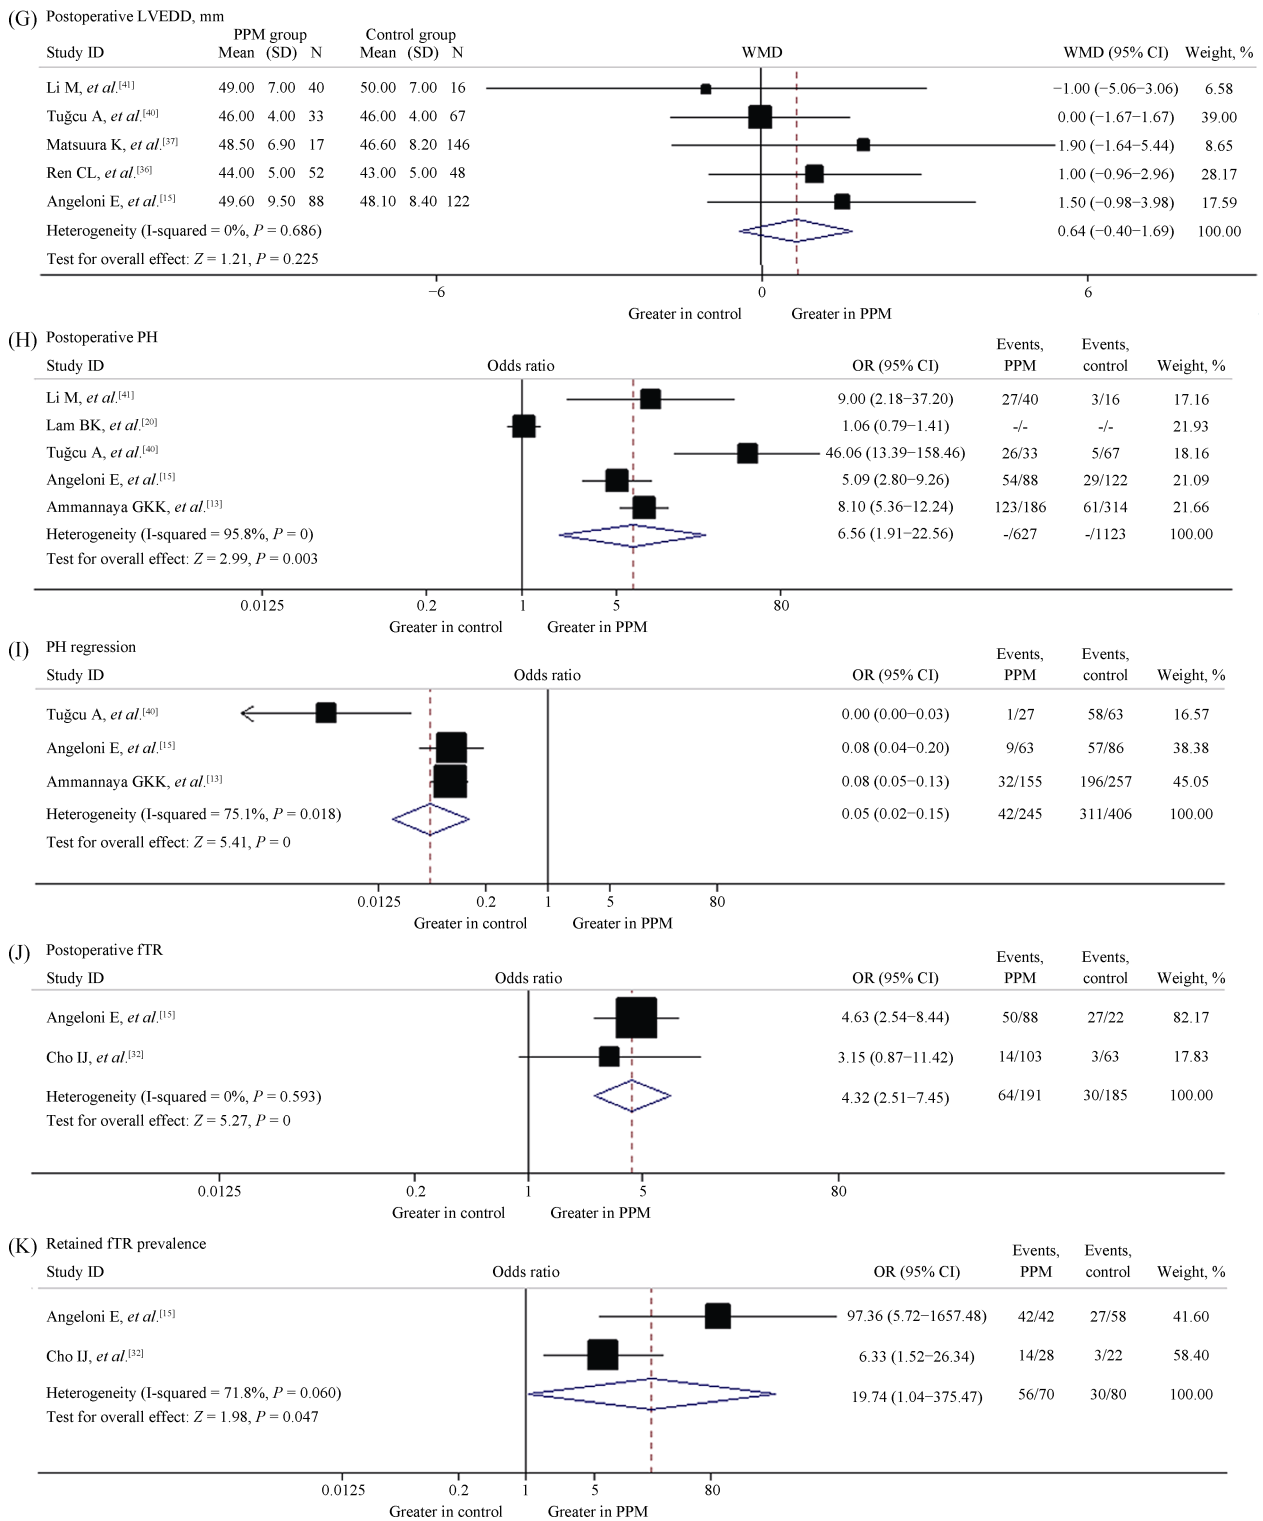 (G) Postoperative LVEDD, mm
PPM group Control group
Study ID Mean (SD) N Mean (SD) N WMD WMD (95% CI) Weight, %
Li M, et al.[41] 49.00 7.00 40 50.00 7.00 16 −1.00 (−5.06−3.06) 6.58
Tuğcu A, et al.[40] 46.00 4.00 33 46.00 4.00 67 0.00 (−1.67−1.67) 39.00
Matsuura K, et al.[37] 48.50 6.90 17 46.60 8.20 146 1.90 (−1.64−5.44) 8.65
Ren CL, et al.[36] 44.00 5.00 52 43.00 5.00 48 1.00 (−0.96−2.96) 28.17
Angeloni E, et al.[15] 49.60 9.50 88 48.10 8.40 122 1.50 (−0.98−3.98) 17.59
Heterogeneity (I-squared = 0%, P = 0.686) 0.64 (−0.40−1.69) 100.00
Test for overall effect: Z = 1.21, P = 0.225
−6 0 6
Greater in control Greater in PPM
(H) Postoperative PH
Events, Events,
Study ID Odds ratio OR (95% CI) PPM control Weight, %
Li M, et al.[41] 9.00 (2.18−37.20) 27/40 3/16 17.16
Lam BK, et al.[20] 1.06 (0.79−1.41) -/- -/- 21.93
Tuğcu A, et al.[40] 46.06 (13.39−158.46) 26/33 5/67 18.16
Angeloni E, et al.[15] 5.09 (2.80−9.26) 54/88 29/122 21.09
Ammannaya GKK, et al.[13] 8.10 (5.36−12.24) 123/186 61/314 21.66
Heterogeneity (I-squared = 95.8%, P = 0) 6.56 (1.91−22.56) -/627 -/1123 100.00
Test for overall effect: Z = 2.99, P = 0.003
0.0125 0.2 1 5 80
Greater in control Greater in PPM
(I) PH regression
Events, Events,
Study ID Odds ratio OR (95% CI) PPM control Weight, %
Tuğcu A, et al.[40] 0.00 (0.00−0.03) 1/27 58/63 16.57
Angeloni E, et al.[15] 0.08 (0.04−0.20) 9/63 57/86 38.38
Ammannaya GKK, et al.[13] 0.08 (0.05−0.13) 32/155 196/257 45.05
Heterogeneity (I-squared = 75.1%, P = 0.018) 0.05 (0.02−0.15) 42/245 311/406 100.00
Test for overall effect: Z = 5.41, P = 0
0.0125 0.2 1 5 80
Greater in control Greater in PPM
(J) Postoperative fTR
Events, Events,
Study ID Odds ratio OR (95% CI) PPM control Weight, %
Angeloni E, et al.[15] 4.63 (2.54−8.44) 50/88 27/22 82.17
Cho IJ, et al.[32] 3.15 (0.87−11.42) 14/103 3/63 17.83
Heterogeneity (I-squared = 0%, P = 0.593) 4.32 (2.51−7.45) 64/191 30/185 100.00
Test for overall effect: Z = 5.27, P = 0
0.0125 0.2 1 5 80
Greater in control Greater in PPM
(K) Retained fTR prevalence
Events, Events,
Study ID Odds ratio OR (95% CI) PPM control Weight, %
Angeloni E, et al.[15] 97.36 (5.72−1657.48) 42/42 27/58 41.60
Cho IJ, et al.[32] 6.33 (1.52−26.34) 14/28 3/22 58.40
Heterogeneity (I-squared = 71.8%, P = 0.060) 19.74 (1.04−375.47) 56/70 30/80 100.00
Test for overall effect: Z = 1.98, P = 0.047
0.0125 0.2 1 5 80
Greater in control Greater in PPM